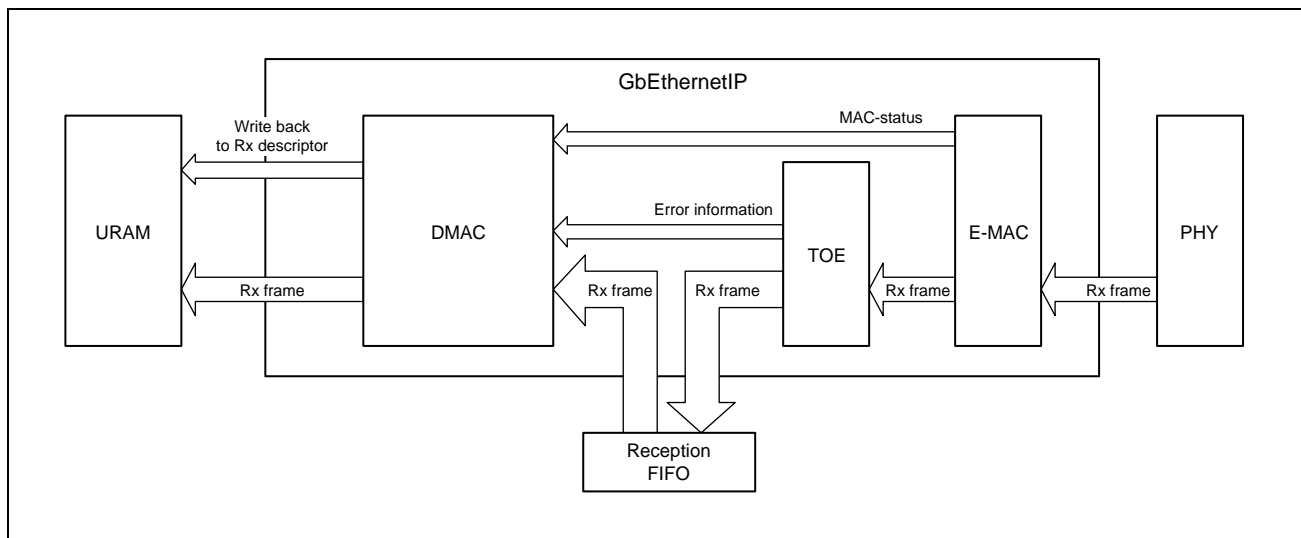 GbEthernetIP
Write back
to Rx descriptor
MAC-status
Error information
URAM
DMAC
TOE
E-MAC
PHY
Rx frame
Rx frame
Rx frame
Rx frame
Rx frame
Reception
FIFO